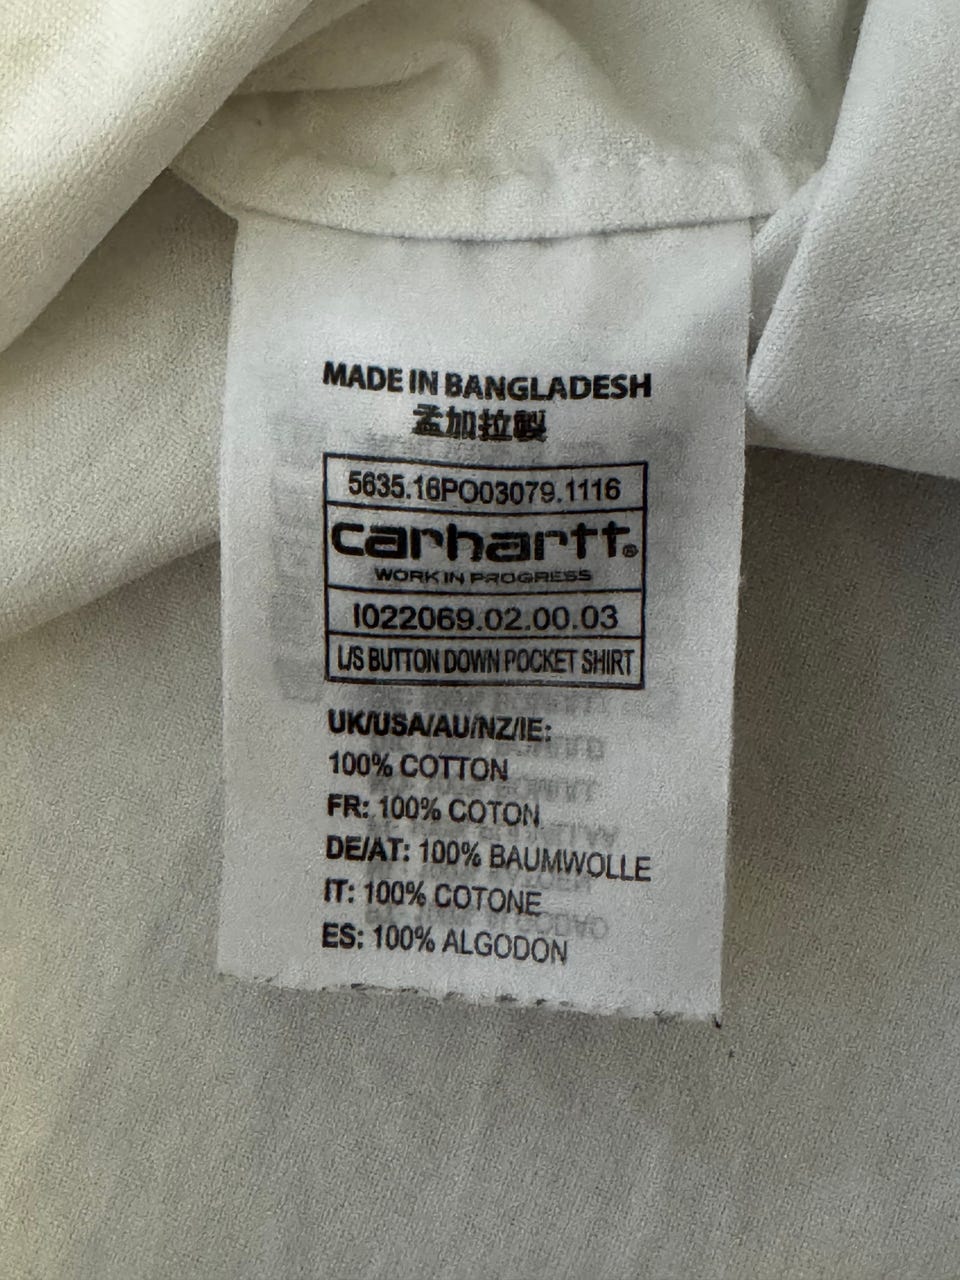 MADE IN BANGLADESH
孟加拉製
5635.16PO03079.1116
carhartt®
WORK IN PROGRESS
I022069.02.00.03
L/S BUTTON DOWN POCKET SHIRT
UK/USA/AU/NZ/IE:
100% COTTON
FR: 100% COTON
DE/AT: 100% BAUMWOLLE
IT: 100% COTONE
ES: 100% ALGODON